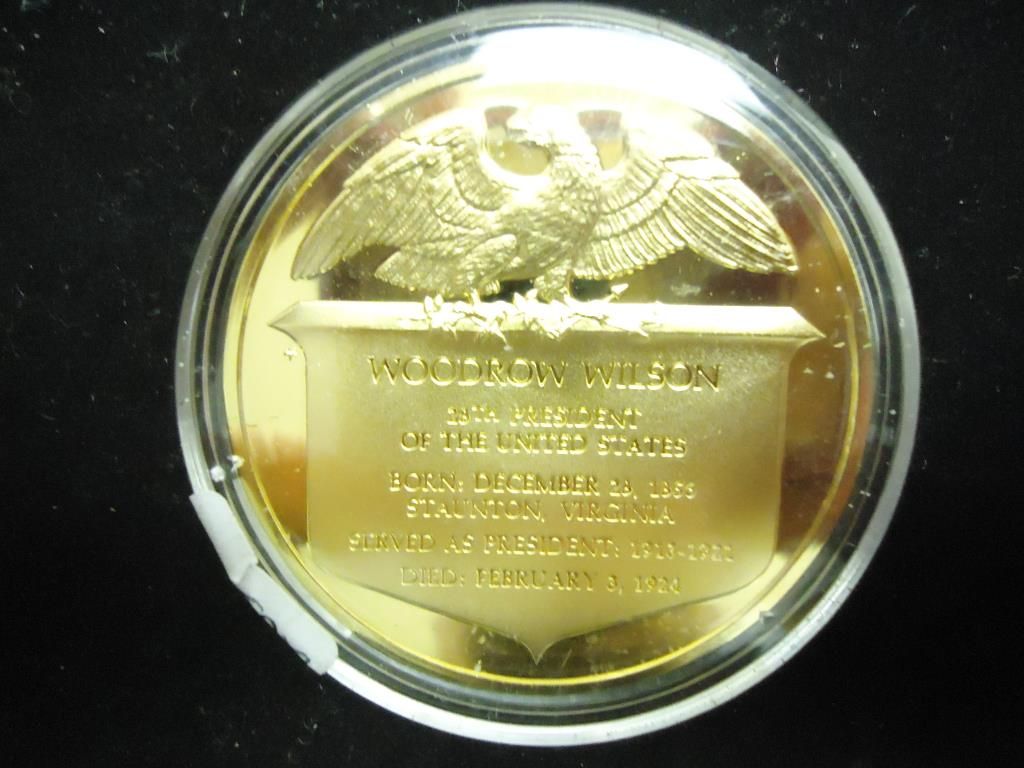 WOODROW WILSON
28TH PRESIDENT
OF THE UNITED STATES
BORN: DECEMBER 28, 1856
STAUNTON, VIRGINIA
SERVED AS PRESIDENT: 1913-1921
DIED: FEBRUARY 3, 1924